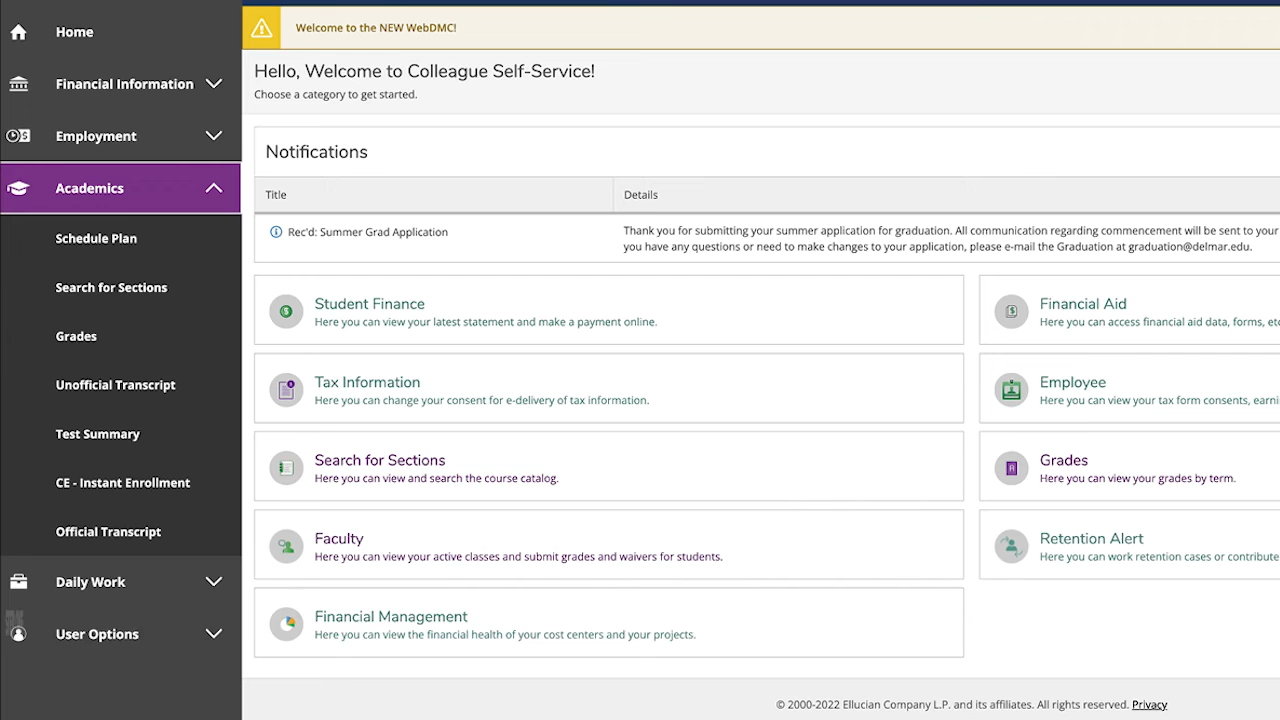 Home
Financial Information
Employment
Academics
Schedule Plan
Search for Sections
Grades
Unofficial Transcript
Test Summary
CE - Instant Enrollment
Official Transcript
Daily Work
User Options
Welcome to the NEW WebDMC!
Hello, Welcome to Colleague Self-Service!
Choose a category to get started.
Notifications
Title Details
Rec'd: Summer Grad Application
Thank you for submitting your summer application for graduation. All communication regarding commencement will be sent to your
you have any questions or need to make changes to your application, please e-mail the Graduation at graduation@delmar.edu.
Student Finance
Here you can view your latest statement and make a payment online.
Financial Aid
Here you can access financial aid data, forms, etc
Tax Information
Here you can change your consent for e-delivery of tax information.
Employee
Here you can view your tax form consents, earni
Search for Sections
Here you can view and search the course catalog.
Grades
Here you can view your grades by term.
Faculty
Here you can view your active classes and submit grades and waivers for students.
Retention Alert
Here you can work retention cases or contribute
Financial Management
Here you can view the financial health of your cost centers and your projects.
© 2000-2022 Ellucian Company L.P. and its affiliates. All rights reserved. Privacy